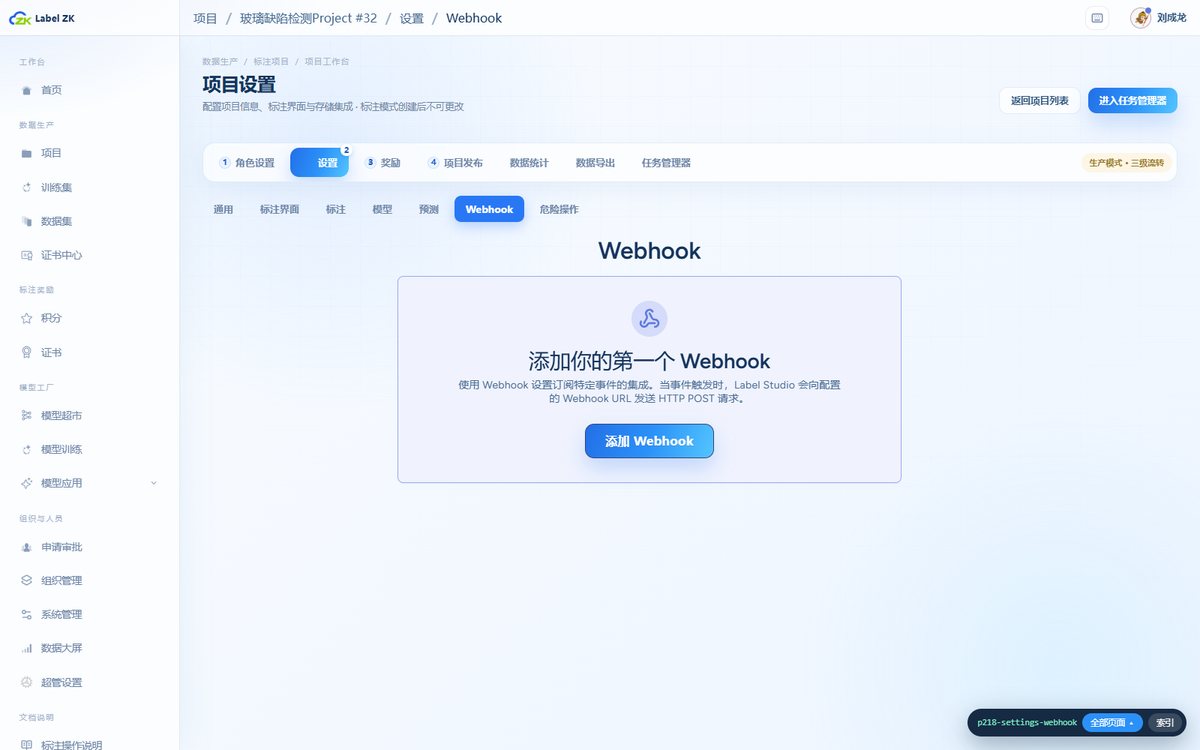 Label ZK
项目 / 玻璃缺陷检测Project #32 / 设置 / Webhook
刘成龙
工作台
首页
数据生产
项目
训练集
数据集
证书中心
标注奖励
积分
证书
模型工厂
模型超市
模型训练
模型应用
组织与人员
申请审批
组织管理
系统管理
数据大屏
超管设置
文档说明
标注操作说明
数据生产 / 标注项目 / 项目工作台
项目设置
配置项目信息、标注界面与存储集成 · 标注模式创建后不可更改
返回项目列表
进入任务管理器
1 角色设置
设置 2
3 奖励
4 项目发布
数据统计
数据导出
任务管理器
生产模式 · 三级流转
通用
标注界面
标注
模型
预测
Webhook
危险操作
Webhook
添加你的第一个 Webhook
使用 Webhook 设置订阅特定事件的集成。当事件触发时，Label Studio 会向配置
的 Webhook URL 发送 HTTP POST 请求。
添加 Webhook
p218-settings-webhook
全部页面
索引